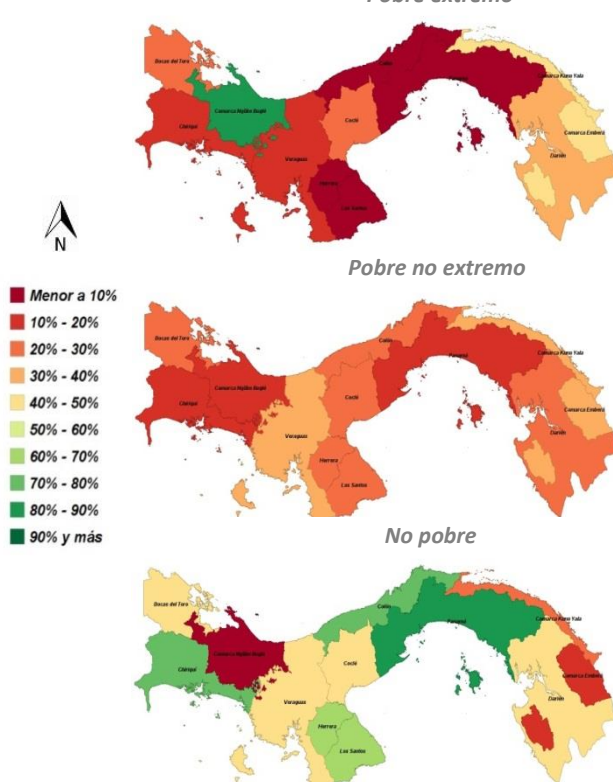 Pobre extremo
Bocas del Toro
Colón
Panamá
Comarca Kuna Yala
Comarca Ngäbe Buglé
Chiriquí
Coclé
Comarca Emberá
Veraguas
Darién
Herrera
Los Santos
N
Pobre no extremo
Menor a 10%
10% - 20%
20% - 30%
30% - 40%
40% - 50%
50% - 60%
60% - 70%
70% - 80%
80% - 90%
90% y más
Bocas del Toro
Colón
Panamá
Comarca Kuna Yala
Comarca Ngäbe Buglé
Chiriquí
Coclé
Comarca Emberá
Veraguas
Darién
Herrera
Los Santos
No pobre
Bocas del Toro
Colón
Panamá
Comarca Kuna Yala
Comarca Ngäbe Buglé
Chiriquí
Coclé
Comarca Emberá
Veraguas
Darién
Herrera
Los Santos